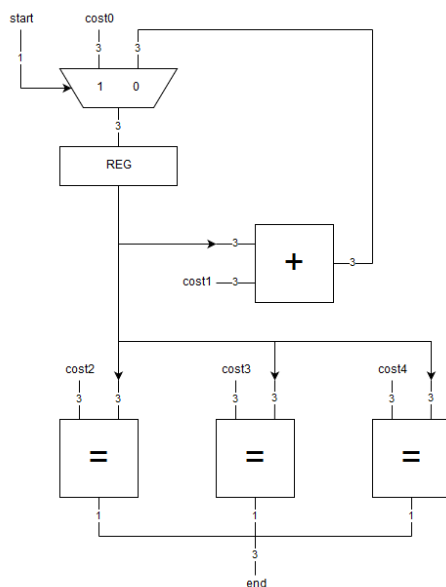 start cost0
3 3
1
1 0
3
REG
3
+
3
cost1 3
cost2 cost3 cost4
3 3 3 3 3 3
= = =
1 1 1
3
end